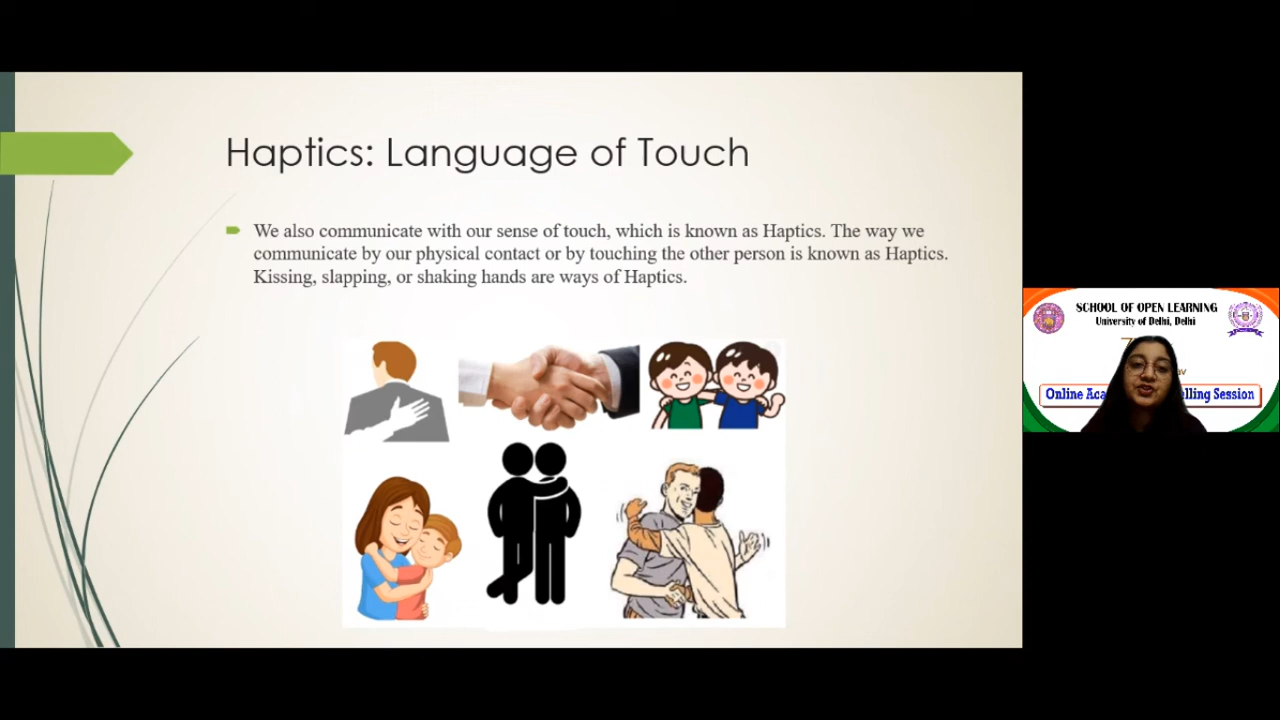 Haptics: Language of Touch
We also communicate with our sense of touch, which is known as Haptics. The way we
communicate by our physical contact or by touching the other person is known as Haptics.
Kissing, slapping, or shaking hands are ways of Haptics.
SCHOOL OF OPEN LEARNING
University of Delhi, Delhi
Online Aca elling Session